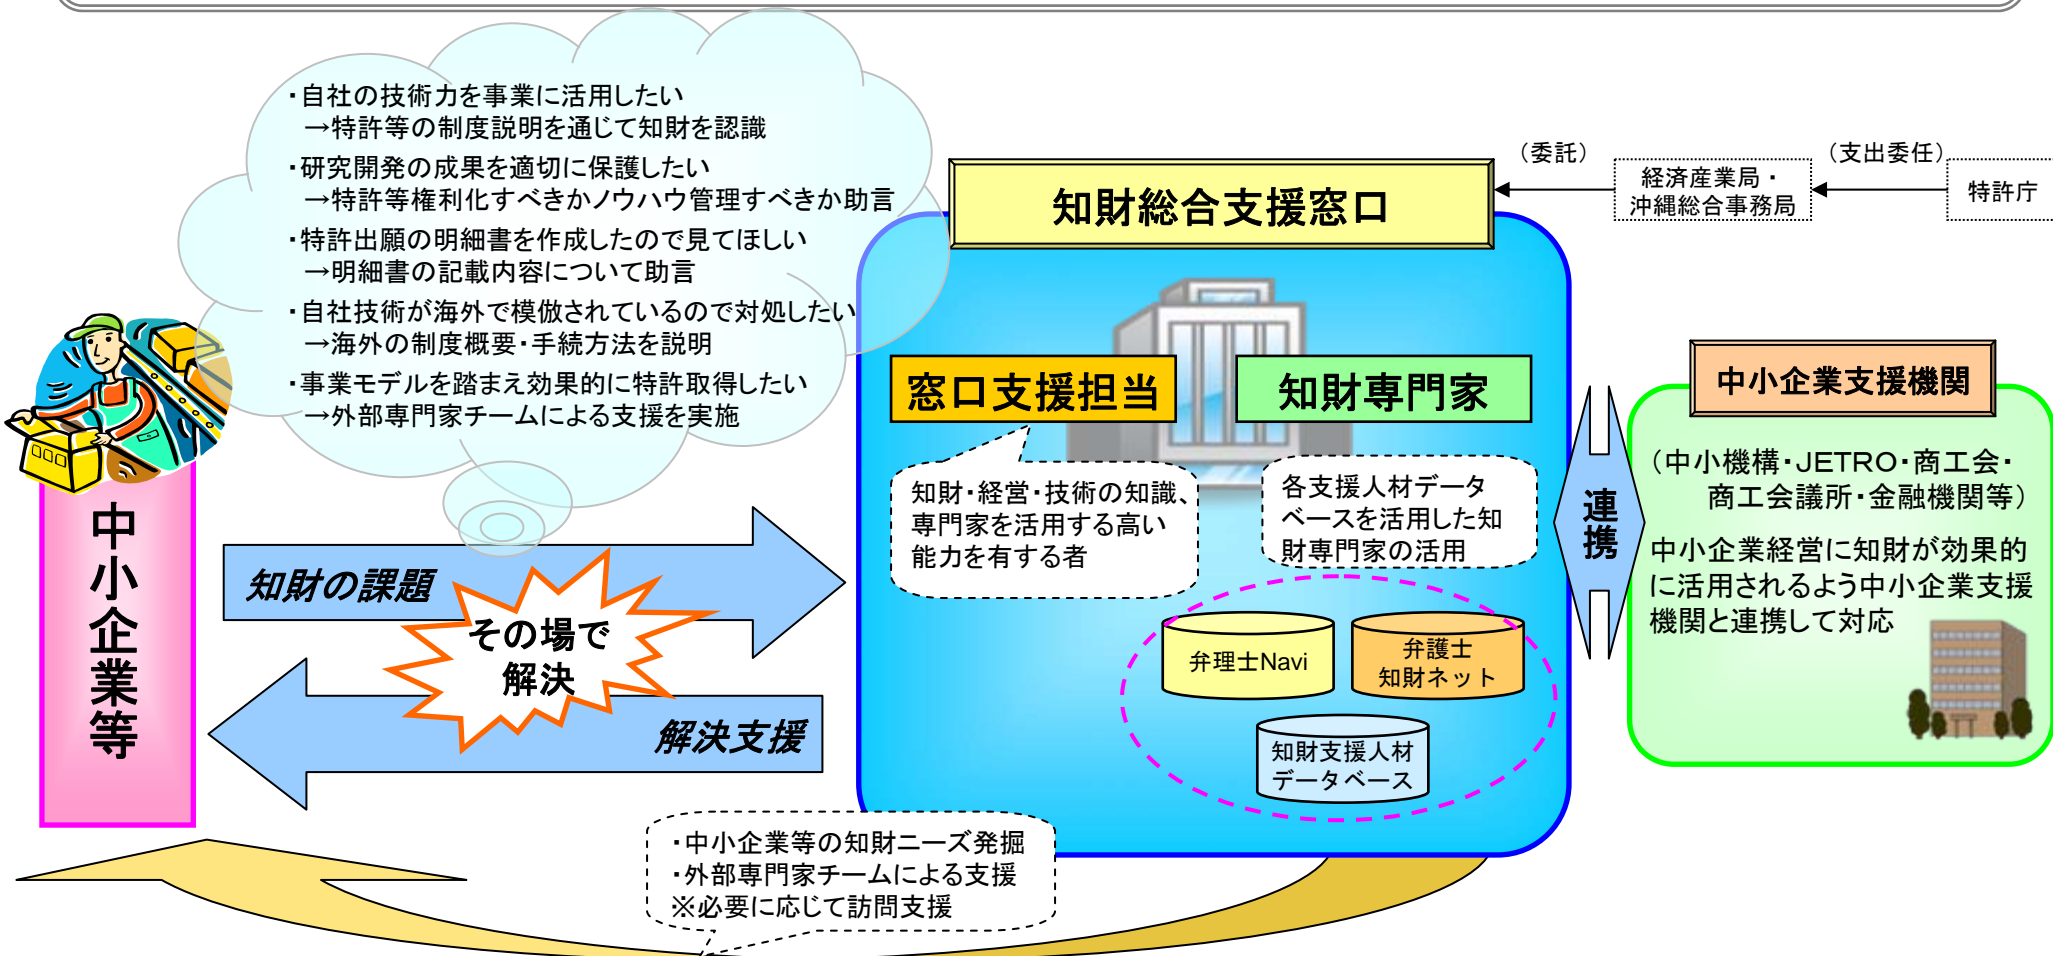 ・自社の技術力を事業に活用したい
→特許等の制度説明を通じて知財を認識
・研究開発の成果を適切に保護したい
→特許等権利化すべきかノウハウ管理すべきか助言
・特許出願の明細書を作成したので見てほしい
→明細書の記載内容について助言
・自社技術が海外で模倣されているので対処したい
→海外の制度概要・手続方法を説明
・事業モデルを踏まえ効果的に特許取得したい
→外部専門家チームによる支援を実施
知財総合支援窓口
（委託）
経済産業局・
沖縄総合事務局
（支出委任）
特許庁
窓口支援担当
知財専門家
知財・経営・技術の知識、
専門家を活用する高い
能力を有する者
各支援人材データ
ベースを活用した知
財専門家の活用
弁理士Navi
弁護士
知財ネット
知財支援人材
データベース
連携
中小企業支援機関
（中小機構・JETRO・商工会・
商工会議所・金融機関等）
中小企業経営に知財が効果的
に活用されるよう中小企業支援
機関と連携して対応
中小企業等
知財の課題
その場で
解決
解決支援
・中小企業等の知財ニーズ発掘
・外部専門家チームによる支援
※必要に応じて訪問支援